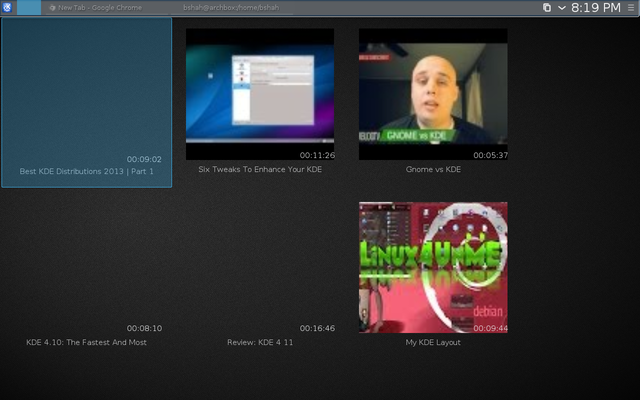 New Tab - Google Chrome
bshah@archbox:/home/bshah
8:19 PM
00:09:02
Best KDE Distributions 2013 | Part 1
00:11:26
Six Tweaks To Enhance Your KDE
GNOME vs KDE
00:05:37
Gnome vs KDE
00:08:10
KDE 4.10: The Fastest And Most
00:16:46
Review: KDE 4 11
Linux4UnMe
debian
00:09:44
My KDE Layout